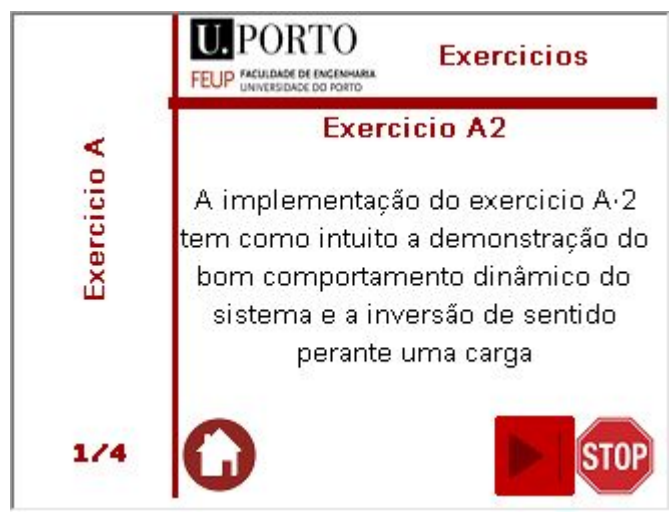 U. PORTO
FEUP FACULDADE DE ENGENHARIA
UNIVERSIDADE DO PORTO
Exercicios
Exercicio A
Exercicio A2
A implementação do exercicio A·2
tem como intuito a demonstração do
bom comportamento dinâmico do
sistema e a inversão de sentido
perante uma carga
1/4
STOP